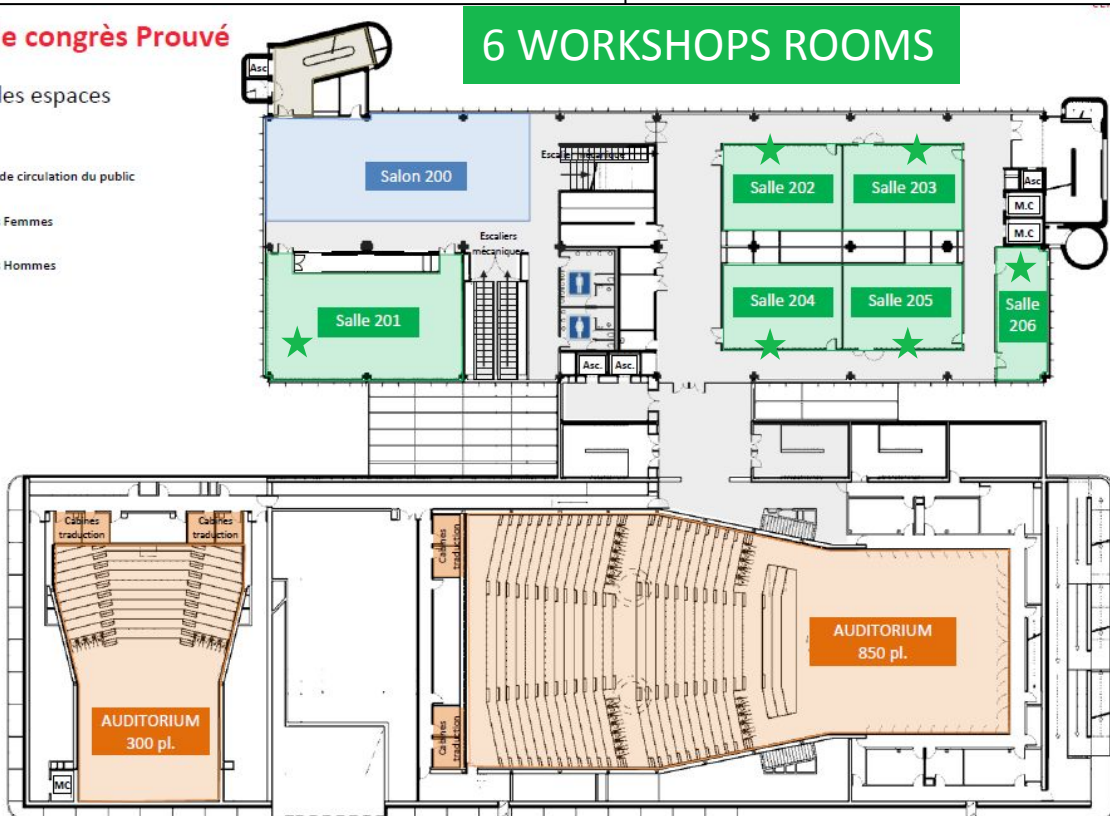 e congrès Prouvé
6 WORKSHOPS ROOMS
les espaces
Asc
de circulation du public
Femmes
Hommes
Salon 200
Salle 202
Salle 203
Asc
M.C
M.C
Escaliers
mécaniques
Salle 201
Salle 204
Salle 205
Salle
206
Asc.
Asc.
Cabines
traduction
Cabines
traduction
Cabines
traduction
AUDITORIUM
850 pl.
AUDITORIUM
300 pl.
Cabines
traduction
MC